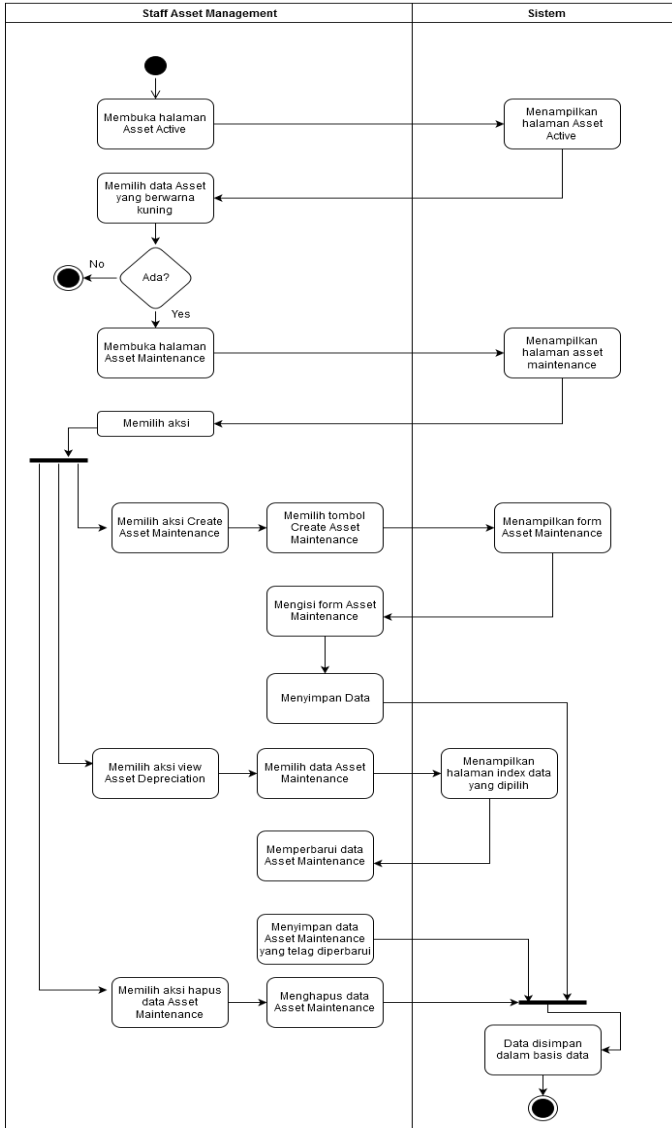 Staff Asset Management
Sistem
Membuka halaman
Asset Active
Menampilkan
halaman Asset
Active
Memilih data Asset
yang berwarna
kuning
No
Ada?
Yes
Membuka halaman
Asset Maintenance
Menampilkan
halaman asset
maintenance
Memilih aksi
Memilih aksi Create
Asset Maintenance
Memilih tombol
Create Asset
Maintenance
Menampilkan form
Asset Maintenance
Mengisi form Asset
Maintenance
Menyimpan Data
Memilih aksi view
Asset Depreciation
Memilih data Asset
Maintenance
Menampilkan
halaman index data
yang dipilih
Memperbarui data
Asset Maintenance
Menyimpan data
Asset Maintenance
yang telag diperbarui
Memilih aksi hapus
data Asset
Maintenance
Menghapus data
Asset Maintenance
Data disimpan
dalam basis data